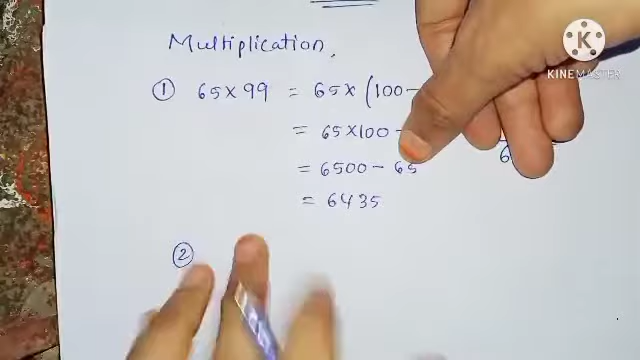 Multiplication,
① 65×99 = 65×(100-
= 65×100 -
= 6500 - 65
= 6435
②
KINEMASTER